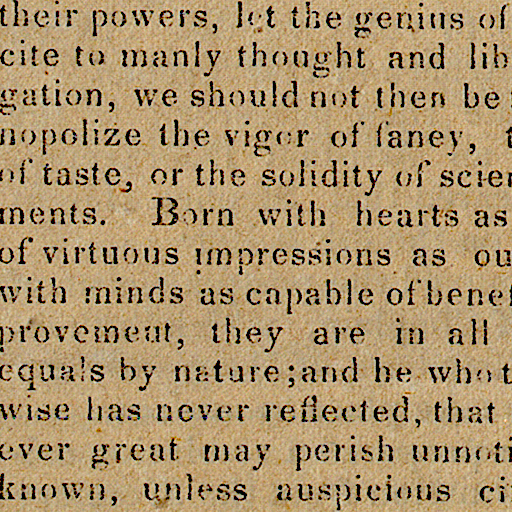 their powers, let the genius of
cite to manly thought and lib
gation, we should not then be
nopolize the vigor of fancy,
of taste, or the solidity of scien
ments. Born with hearts as
of virtuous impressions as ou
with minds as capable of benef
provement, they are in all
equals by nature; and he who t
wise has never reflected, that
ever great may perish unnoti
known, unless auspicious ci